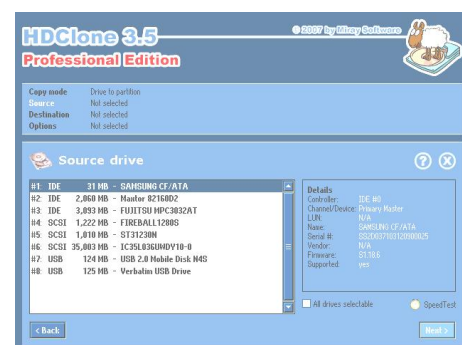 HDClone 3.5
© 2007 by Miray Software
Professional Edition
Copy mode Drive to partition
Source Not selected
Destination Not selected
Options Not selected
Source drive
? X
#1: IDE 31 MB - SAMSUNG CF/ATA
#2: IDE 2,060 MB - Maxtor 82160D2
#3: IDE 3,093 MB - FUJITSU MPC3032AT
#4: SCSI 1,222 MB - FIREBALL1280S
#5: SCSI 1,010 MB - ST31230N
#6: SCSI 35,003 MB - IC35L036UWDY10-0
#7: USB 124 MB - USB 2.0 Mobile Disk N4S
#8: USB 125 MB - Verbatim USB Drive
Details
Controller: IDE #0
Channel/Device: Primary Master
LUN: N/A
Name: SAMSUNG CF/ATA
Serial #:
Vendor: N/A
Firmware:
Supported: yes
All drives selectable
SpeedTest
< Back
Next >